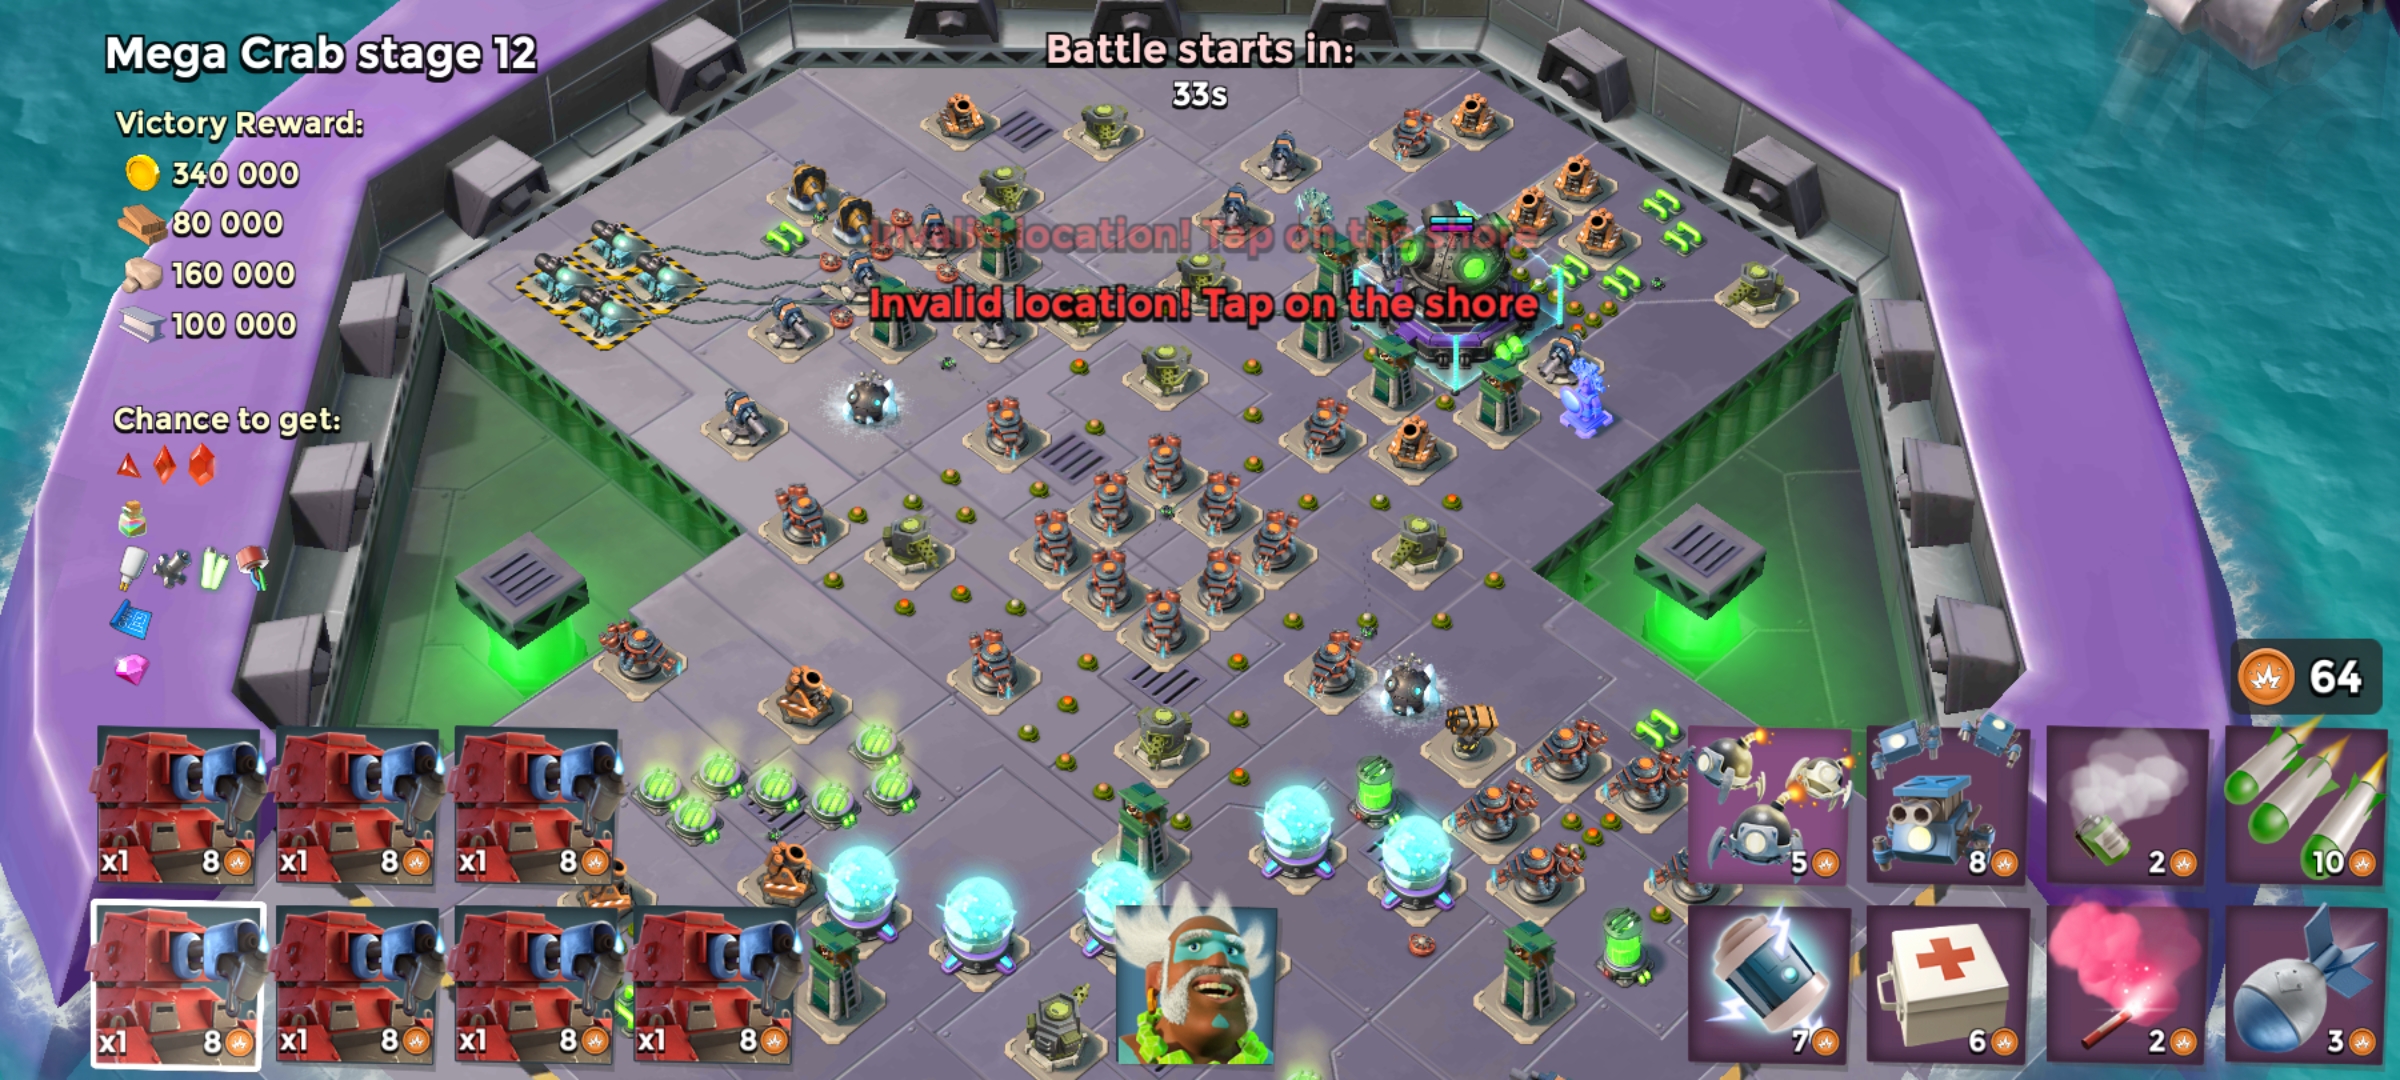 Mega Crab stage 12
Battle starts in:
33s
Victory Reward:
340 000
80 000
160 000
100 000
Invalid location! Tap on the shore
Invalid location! Tap on the shore
Chance to get:
64
x1 8
x1 8
x1 8
5
8
2
10
x1 8
x1 8
x1 8
x1 8
7
6
2
3